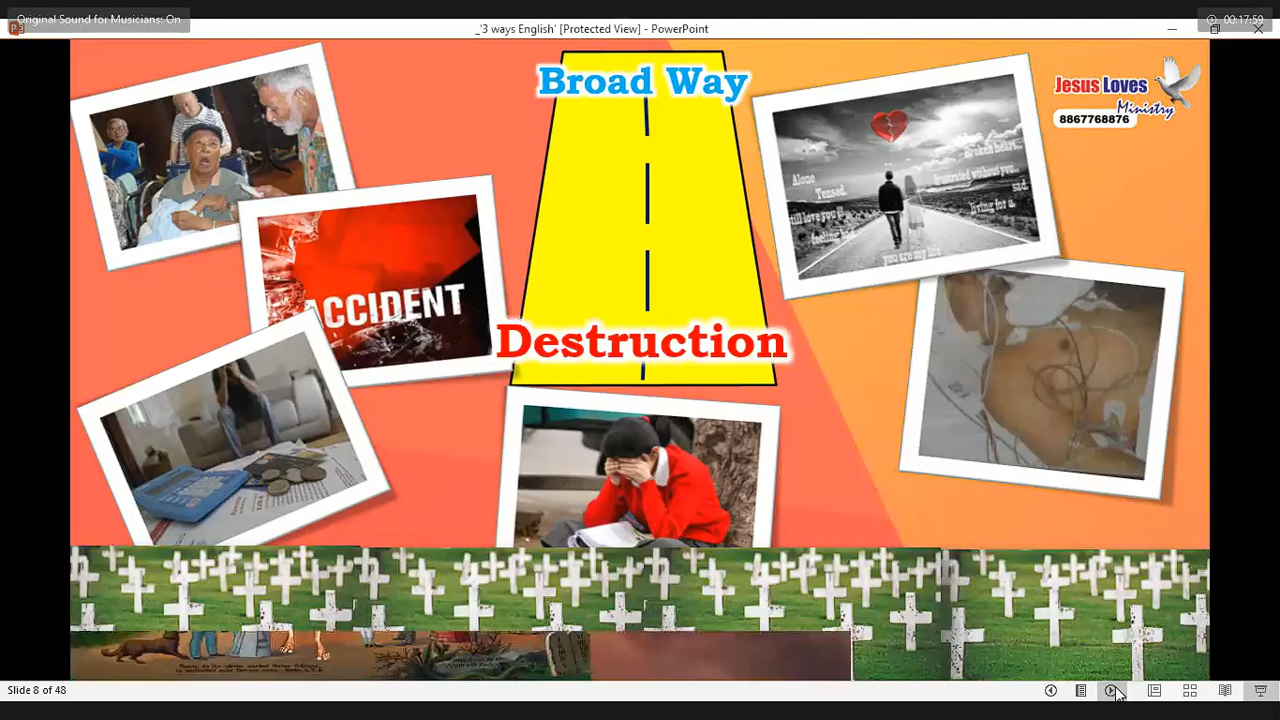 Original Sound for Musicians: On
00:17:59
_'3 ways English' [Protected View] - PowerPoint
Broad Way
Jesus Loves
Ministry
8867768876
Broken heart...
Alone
frustrated without you...
Tensed.
sad.
living for u.
you are my life
ACCIDENT
Destruction
Slide 8 of 48